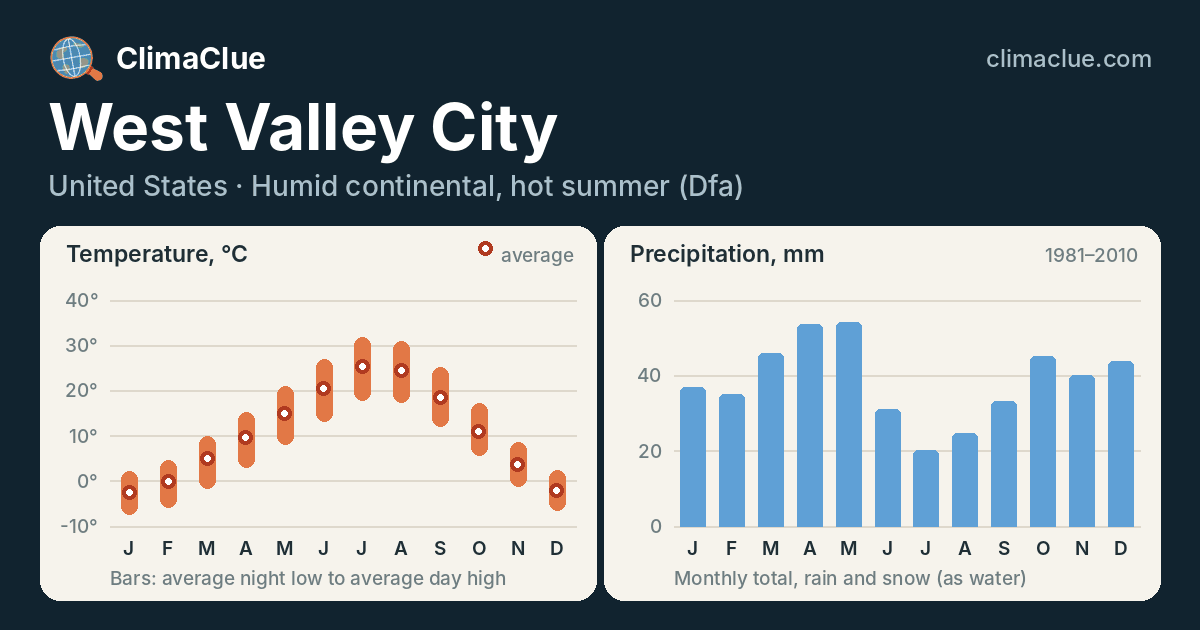 ClimaClue
climaclue.com
West Valley City
United States · Humid continental, hot summer (Dfa)
Temperature, °C
average
40°
30°
20°
10°
0°
-10°
J F M A M J J A S O N D
Bars: average night low to average day high
Precipitation, mm
1981–2010
60
40
20
0
J F M A M J J A S O N D
Monthly total, rain and snow (as water)